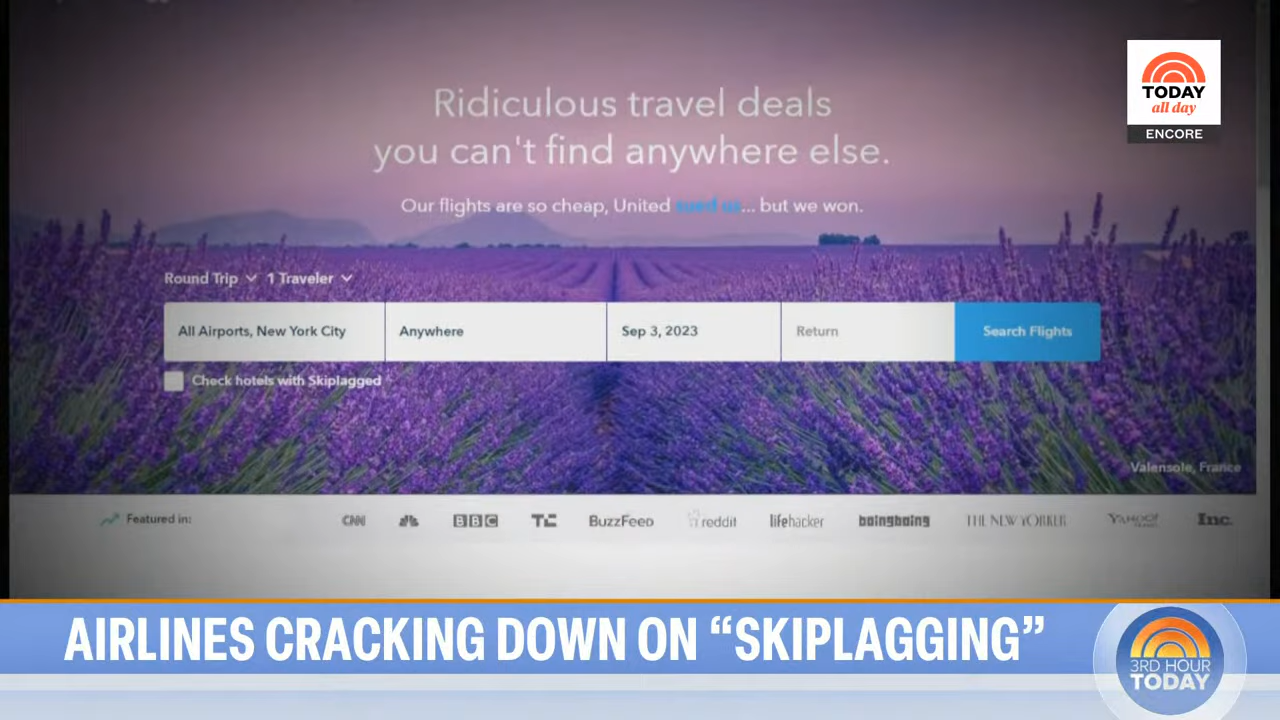 TODAY
all day
ENCORE
Ridiculous travel deals
you can't find anywhere else.
Our flights are so cheap, United sued us... but we won.
Round Trip 1 Traveler
All Airports, New York City Anywhere Sep 3, 2023 Return Search Flights
Check hotels with Skiplagged
Valensole, France
Featured in: CNN BBC TC BuzzFeed reddit lifehacker boingboing THE NEW YORKER YAHOO! Inc.
AIRLINES CRACKING DOWN ON “SKIPLAGGING”
3RD HOUR
TODAY